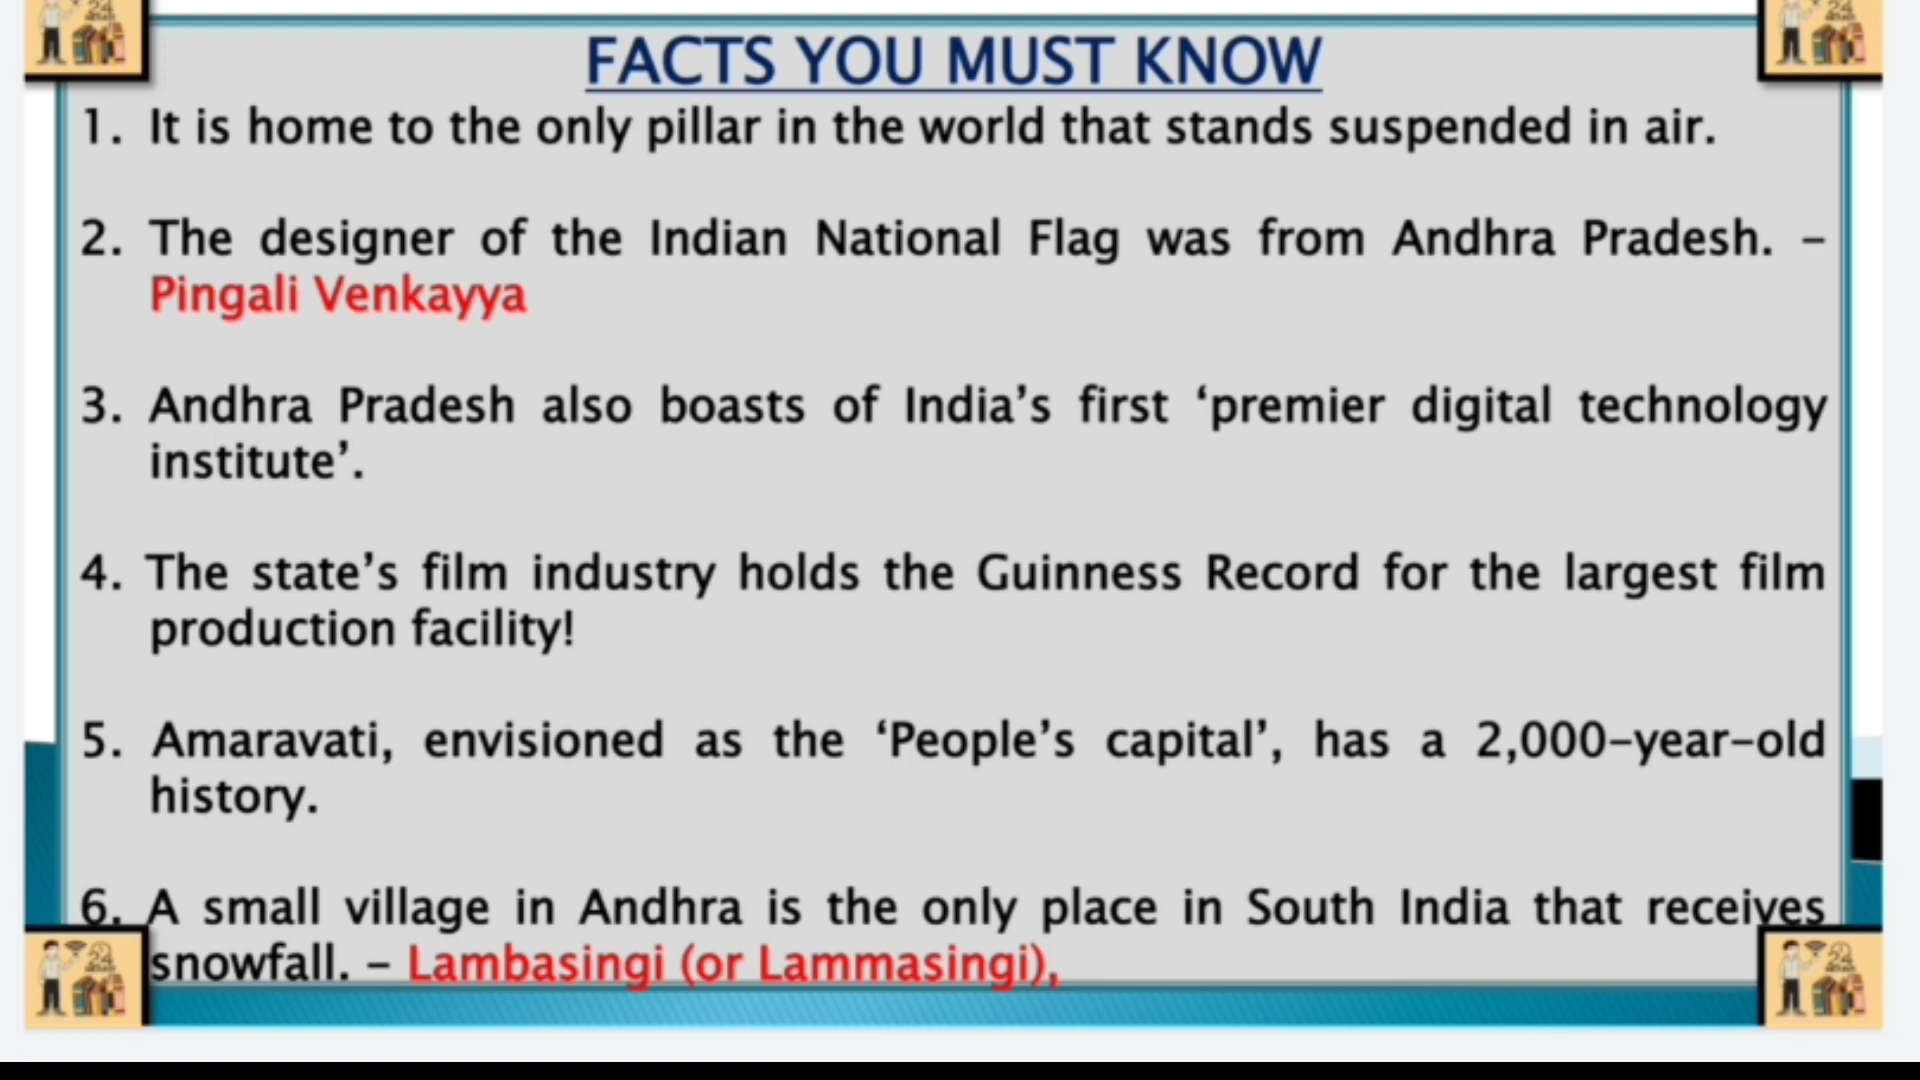 FACTS YOU MUST KNOW
1. It is home to the only pillar in the world that stands suspended in air.
2. The designer of the Indian National Flag was from Andhra Pradesh. –
Pingali Venkayya
3. Andhra Pradesh also boasts of India’s first ‘premier digital technology
institute’.
4. The state’s film industry holds the Guinness Record for the largest film
production facility!
5. Amaravati, envisioned as the ‘People’s capital’, has a 2,000-year-old
history.
6. A small village in Andhra is the only place in South India that receives
snowfall. – Lambasingi (or Lammasingi),